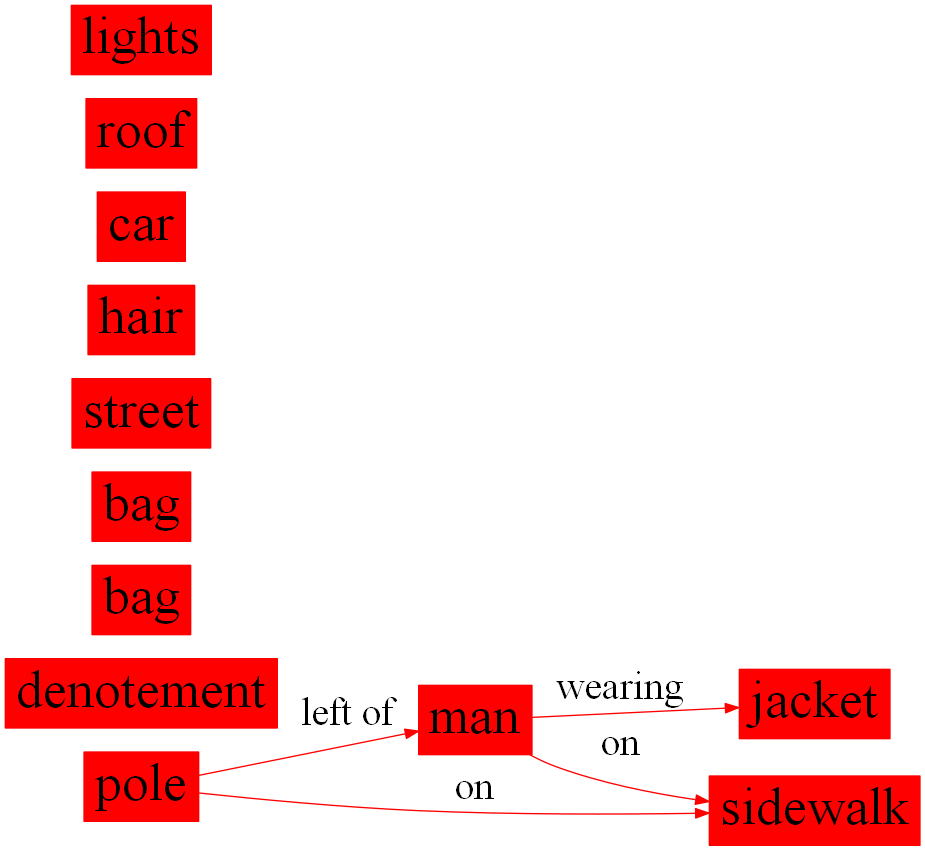 lights
roof
car
hair
street
bag
bag
denotement
wearing
jacket
left of
man
on
pole
on
sidewalk